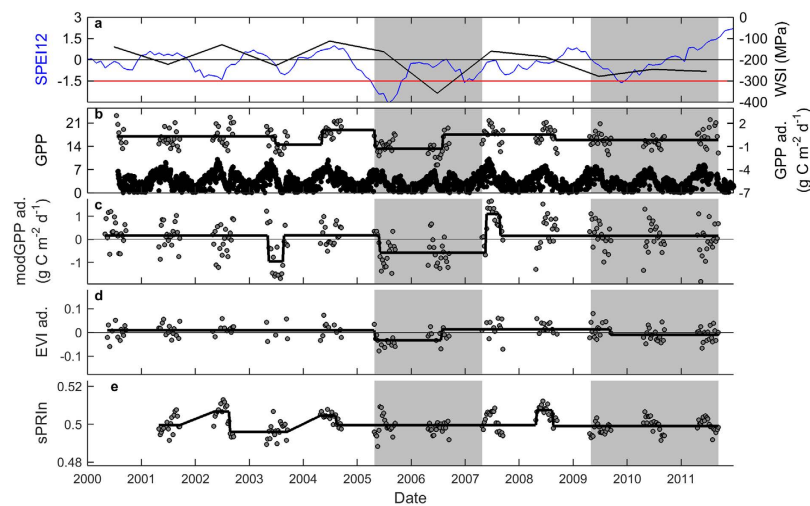 a
SPEI12
3
1.5
0
-1.5
0
-100
-200
-300
-400
WSI (MPa)
b
GPP
21
14
7
0
2
-1
-4
-7
GPP ad.
(g C m⁻² d⁻¹)
c
modGPP ad.
(g C m⁻² d⁻¹)
1
0
-1
d
EVI ad.
0.1
0
-0.1
e
sPRIn
0.52
0.5
0.48
2000 2001 2002 2003 2004 2005 2006 2007 2008 2009 2010 2011
Date